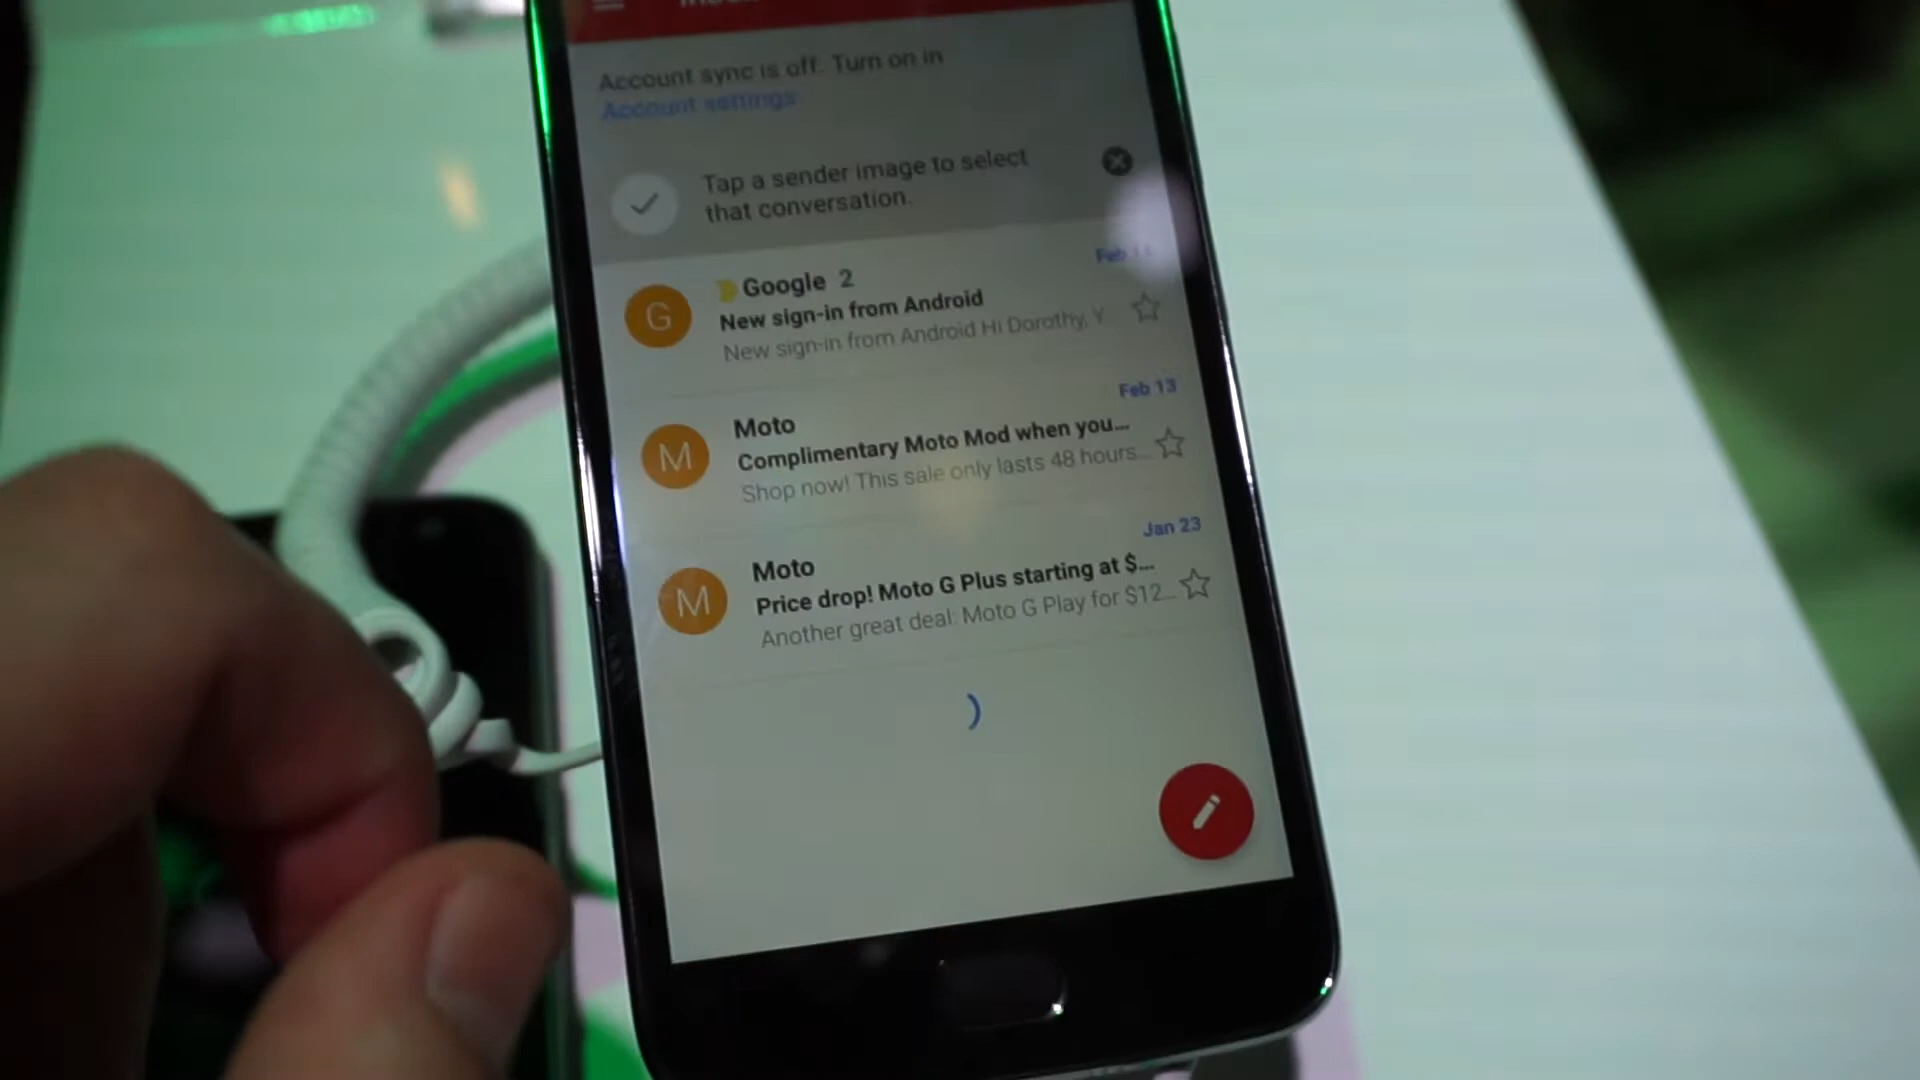 Account sync is off. Turn on in
Account settings.
Tap a sender image to select
that conversation.
Feb
G
Google 2
New sign-in from Android
New sign-in from Android Hi Dorothy, Y
Feb 13
M
Moto
Complimentary Moto Mod when you...
Shop now! This sale only lasts 48 hours...
Jan 23
M
Moto
Price drop! Moto G Plus starting at $...
Another great deal: Moto G Play for $12...